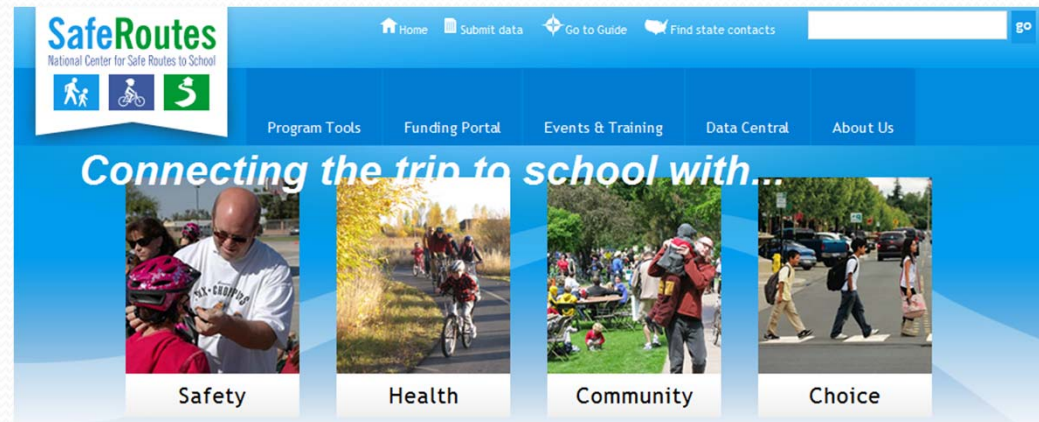 SafeRoutes
National Center for Safe Routes to School
Home Submit data Go to Guide Find state contacts go
Program Tools Funding Portal Events & Training Data Central About Us
Connecting the trip to school with...
Safety Health Community Choice